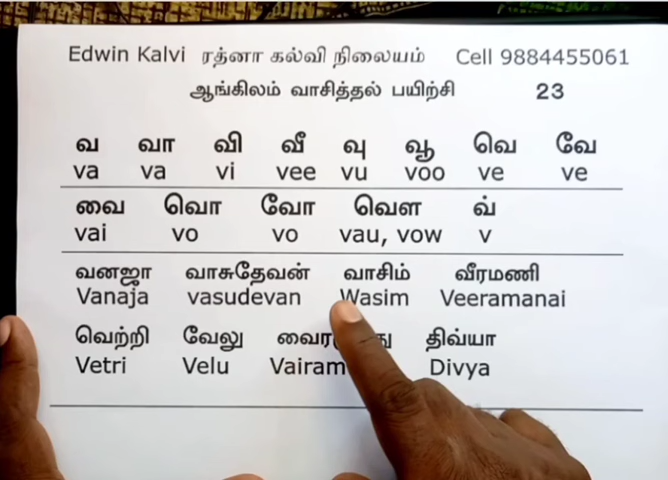 Edwin Kalvi ரத்னா கல்வி நிலையம் Cell 9884455061
ஆங்கிலம் வாசித்தல் பயிற்சி 23
வ வா வி வீ வு வூ வெ வே
va va vi vee vu voo ve ve
வை வொ வோ வௌ வ்
vai vo vo vau, vow v
வனஜா வாசுதேவன் வாசிம் வீரமணி
Vanaja vasudevan Wasim Veeramanai
வெற்றி வேலு திவ்யா
Vetri Velu Divya